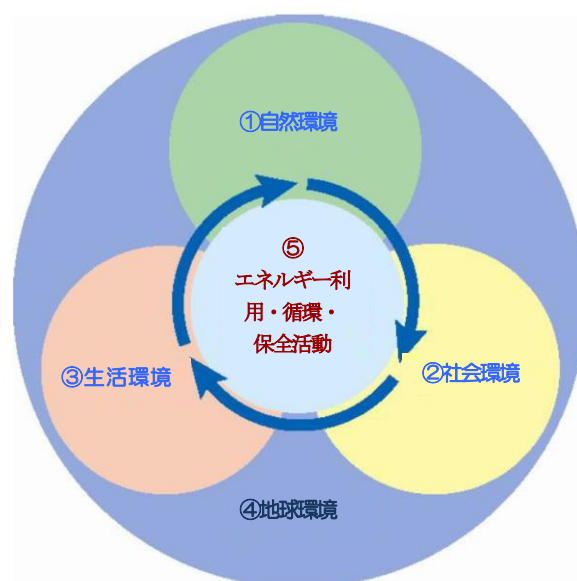 ①自然環境
⑤
エネルギー利
用・循環・
保全活動
②社会環境
③生活環境
④地球環境